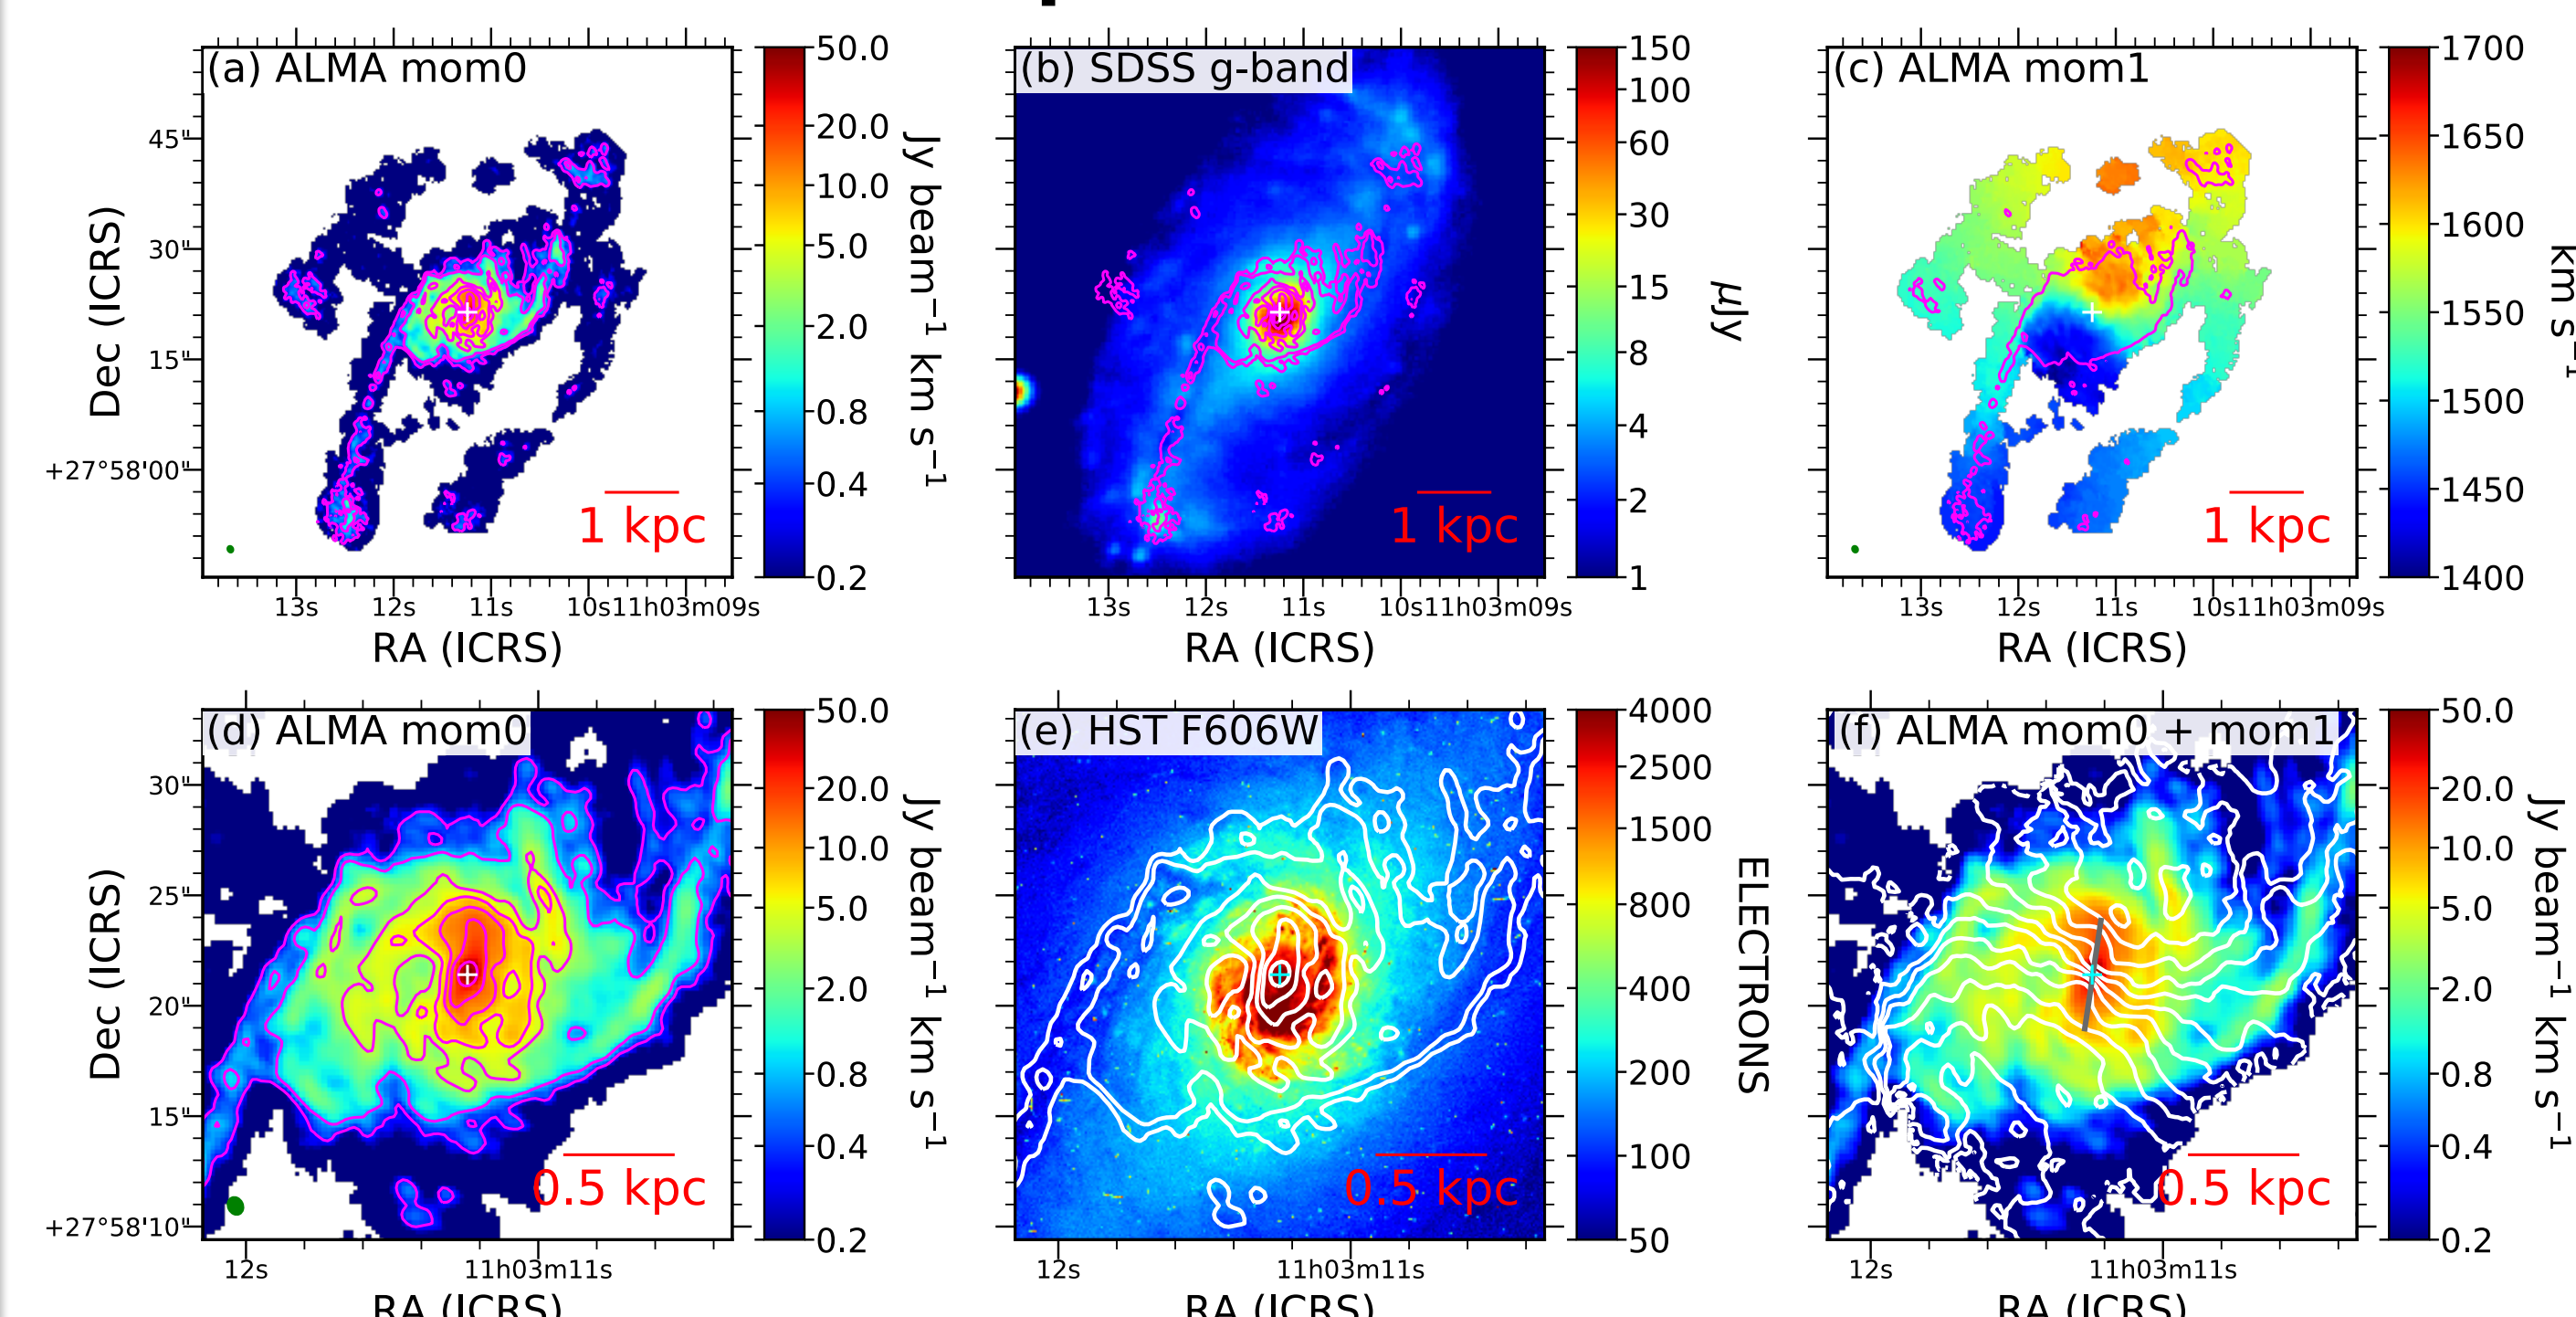 (a) ALMA mom0
45"
30"
15"
+27°58'00"
Dec (ICRS)
13s 12s 11s 10s11h03m09s
RA (ICRS)
1 kpc
50.0
20.0
10.0
5.0
2.0
0.8
0.4
0.2
Jy beam⁻¹ km s⁻¹
(b) SDSS g-band
13s 12s 11s 10s11h03m09s
RA (ICRS)
1 kpc
150
100
60
30
15
8
4
2
1
μJy
(c) ALMA mom1
13s 12s 11s 10s11h03m09s
RA (ICRS)
1 kpc
1700
1650
1600
1550
1500
1450
1400
km s⁻¹
(d) ALMA mom0
30"
25"
20"
15"
+27°58'10"
Dec (ICRS)
12s 11h03m11s
RA (ICRS)
0.5 kpc
50.0
20.0
10.0
5.0
2.0
0.8
0.4
0.2
Jy beam⁻¹ km s⁻¹
(e) HST F606W
12s 11h03m11s
RA (ICRS)
0.5 kpc
4000
2500
1500
800
400
200
100
50
ELECTRONS
(f) ALMA mom0 + mom1
12s 11h03m11s
RA (ICRS)
0.5 kpc
50.0
20.0
10.0
5.0
2.0
0.8
0.4
0.2
Jy beam⁻¹ km s⁻¹